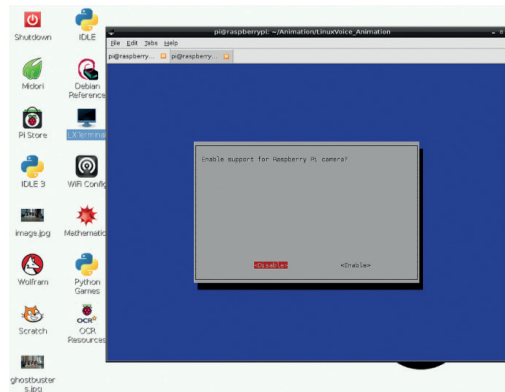 Shutdown
IDLE
Midori
Debian
Reference
Pi Store
LXTerminal
IDLE 3
WiFi Config
image.jpg
Mathematic
Wolfram
Python
Games
Scratch
OCR
OCR
Resources
ghostbuster
s.jpg
pi@raspberrypi: ~/Animation/LinuxVoice_Animation
File Edit Tabs Help
pi@raspberry... pi@raspberry...
Enable support for Raspberry Pi camera?
<Disable> <Enable>